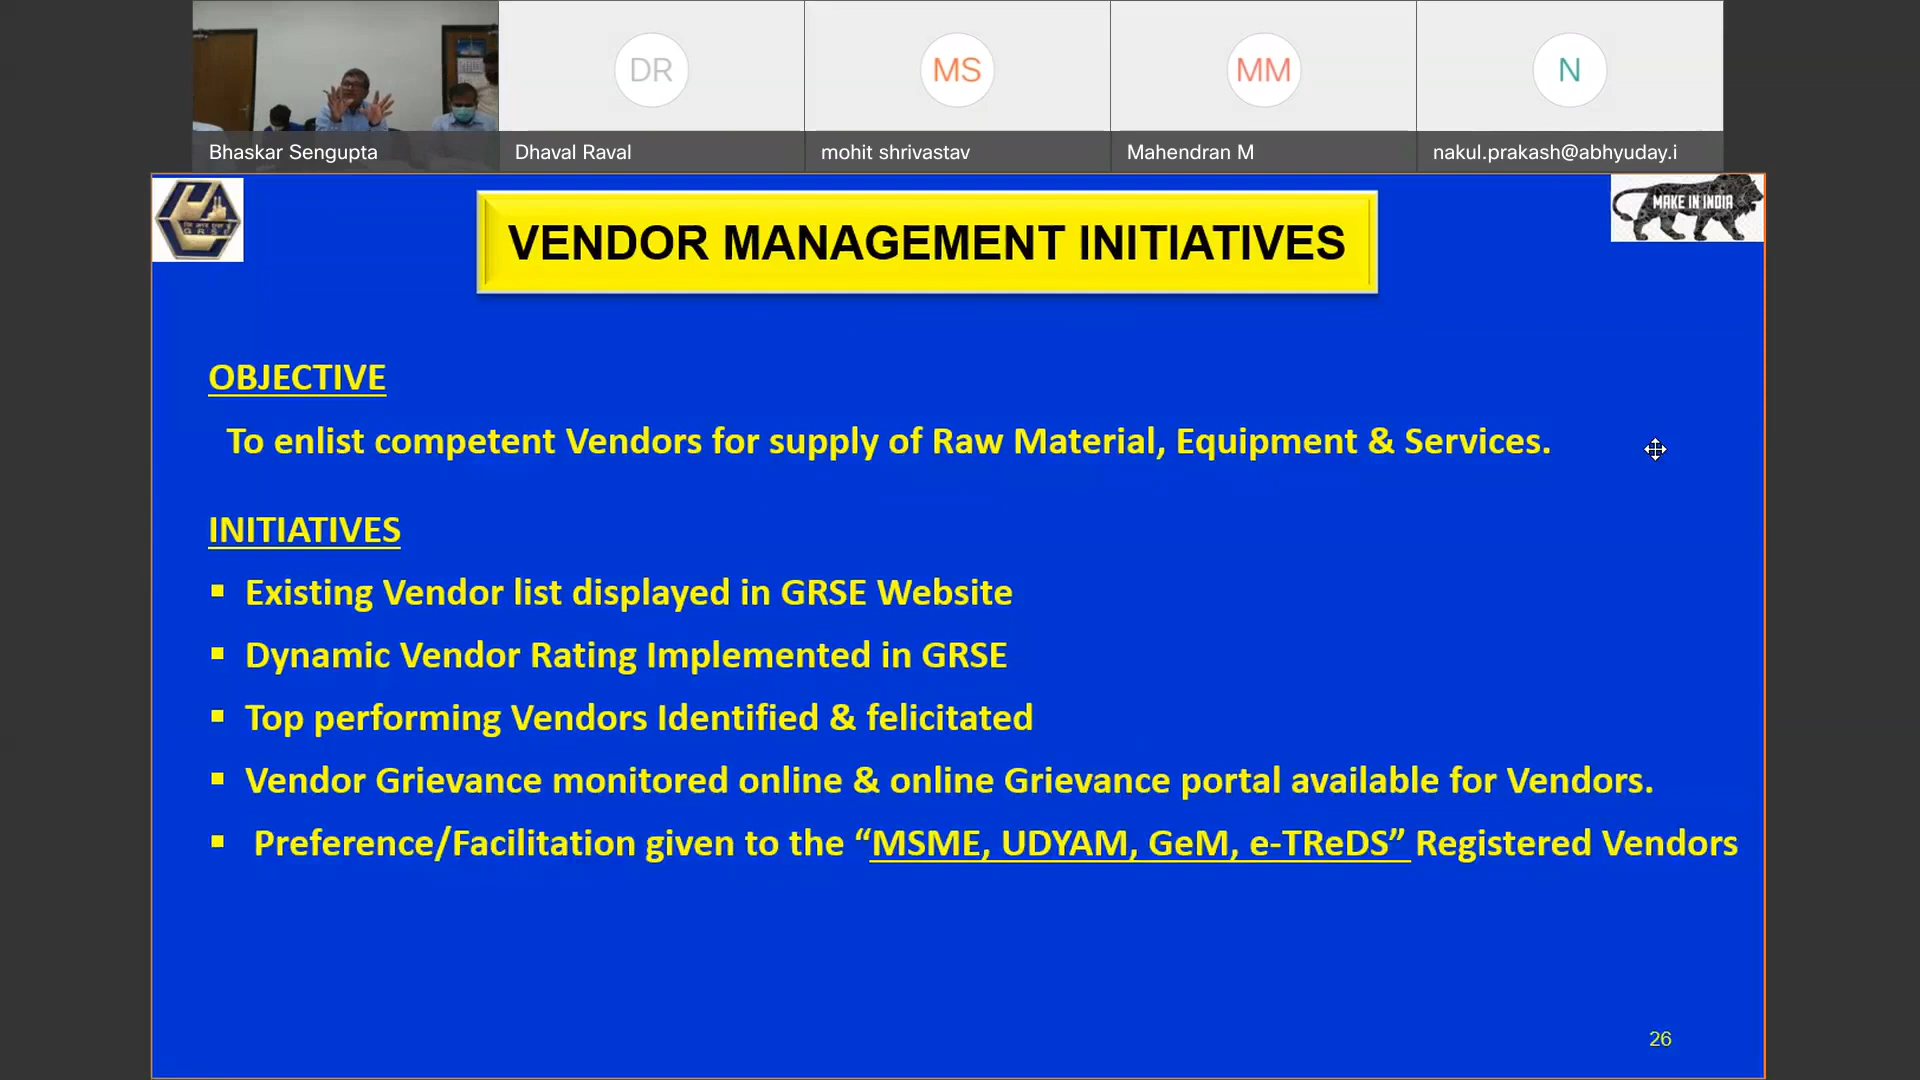 DR
MS
MM
N
Bhaskar Sengupta
Dhaval Raval
mohit shrivastav
Mahendran M
nakul.prakash@abhyuday.i
MAKE IN INDIA
GRSE
VENDOR MANAGEMENT INITIATIVES
OBJECTIVE
To enlist competent Vendors for supply of Raw Material, Equipment & Services.
INITIATIVES
▪ Existing Vendor list displayed in GRSE Website
▪ Dynamic Vendor Rating Implemented in GRSE
▪ Top performing Vendors Identified & felicitated
▪ Vendor Grievance monitored online & online Grievance portal available for Vendors.
▪ Preference/Facilitation given to the “MSME, UDYAM, GeM, e-TReDS” Registered Vendors
26